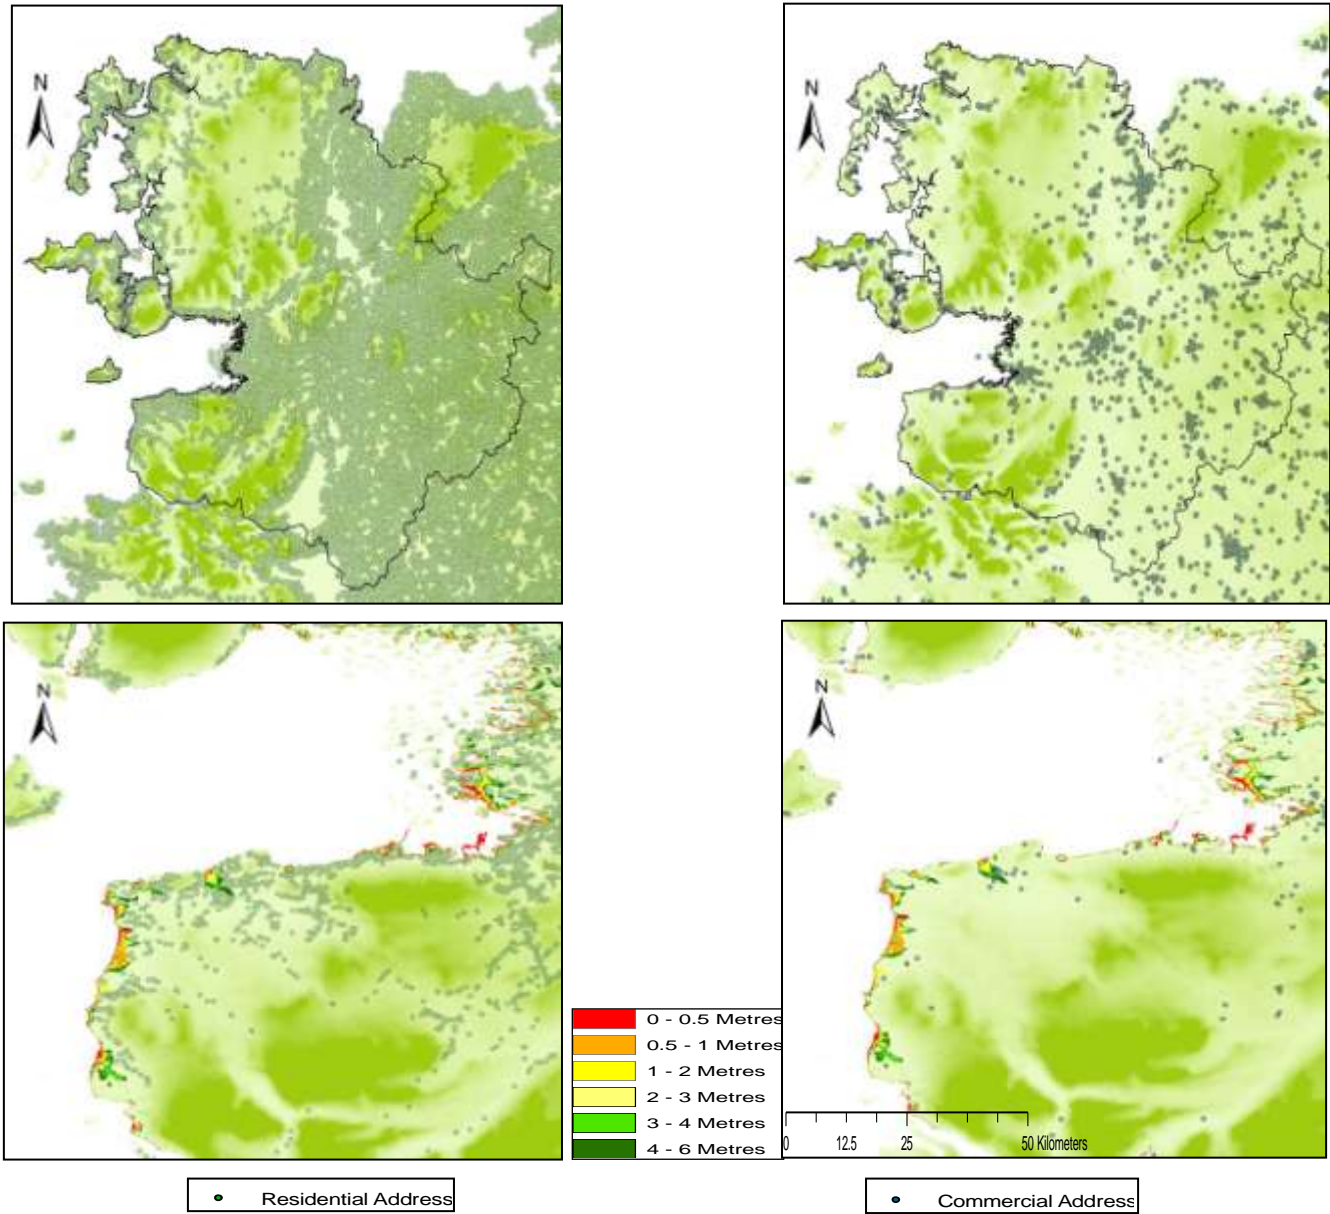 N
N
N
N
0 - 0.5 Metres
0.5 - 1 Metres
1 - 2 Metres
2 - 3 Metres
3 - 4 Metres
4 - 6 Metres
0 12.5 25 50 Kilometers
Residential Address
Commercial Address